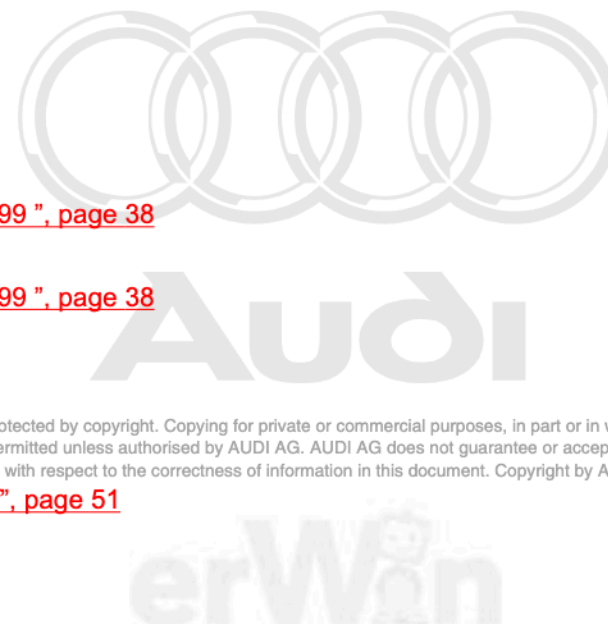 99 ”, page 38
99 ”, page 38
Audi
otected by copyright. Copying for private or commercial purposes, in part or in
ermitted unless authorised by AUDI AG. AUDI AG does not guarantee or accep
with respect to the correctness of information in this document. Copyright by A
”, page 51
erWin